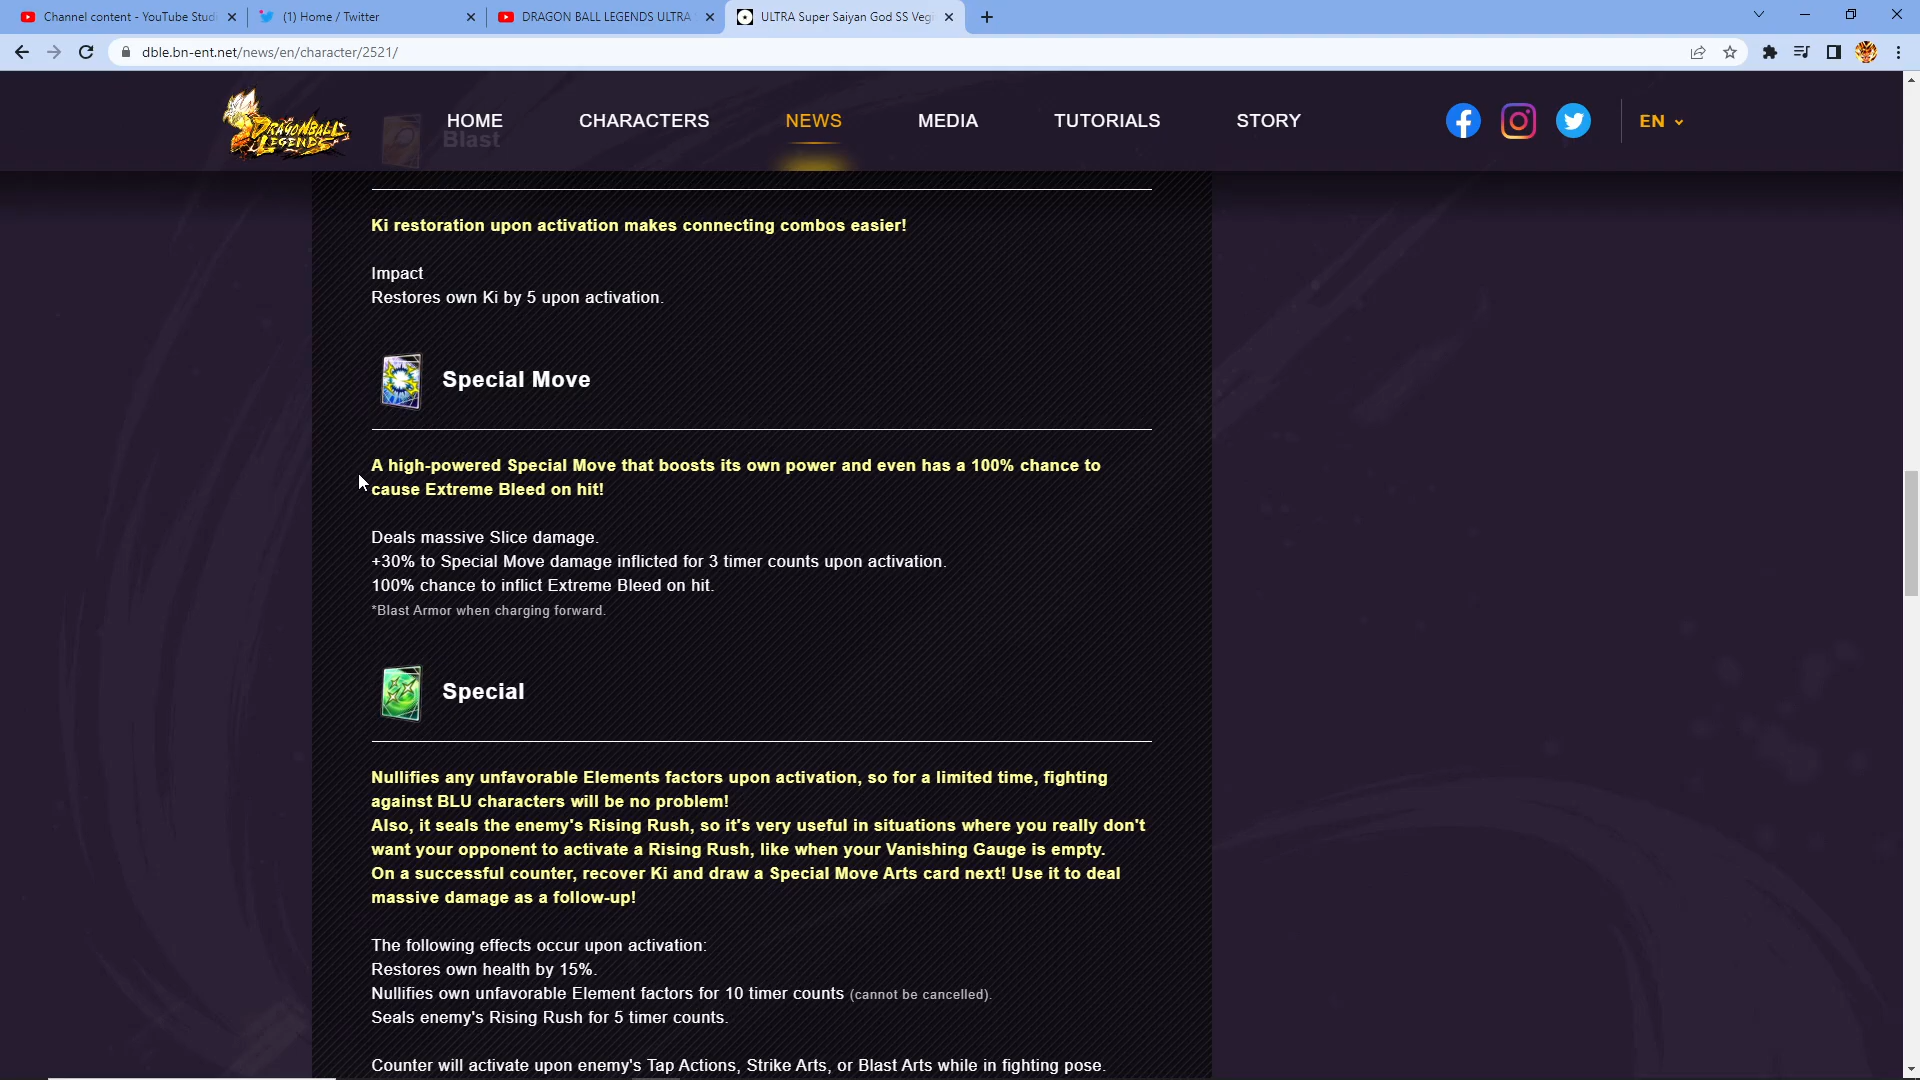 Channel content - YouTube Studi
(1) Home / Twitter
DRAGON BALL LEGENDS ULTRA
ULTRA Super Saiyan God SS Veg
dble.bn-ent.net/news/en/character/2521/
DRAGONBALL
LEGENDS
HOME
CHARACTERS
NEWS
MEDIA
TUTORIALS
STORY
EN
Blast
Ki restoration upon activation makes connecting combos easier!
Impact
Restores own Ki by 5 upon activation.
Special Move
A high-powered Special Move that boosts its own power and even has a 100% chance to
cause Extreme Bleed on hit!
Deals massive Slice damage.
+30% to Special Move damage inflicted for 3 timer counts upon activation.
100% chance to inflict Extreme Bleed on hit.
*Blast Armor when charging forward.
Special
Nullifies any unfavorable Elements factors upon activation, so for a limited time, fighting
against BLU characters will be no problem!
Also, it seals the enemy's Rising Rush, so it's very useful in situations where you really don't
want your opponent to activate a Rising Rush, like when your Vanishing Gauge is empty.
On a successful counter, recover Ki and draw a Special Move Arts card next! Use it to deal
massive damage as a follow-up!
The following effects occur upon activation:
Restores own health by 15%.
Nullifies own unfavorable Element factors for 10 timer counts (cannot be cancelled).
Seals enemy's Rising Rush for 5 timer counts.
Counter will activate upon enemy's Tap Actions, Strike Arts, or Blast Arts while in fighting pose.